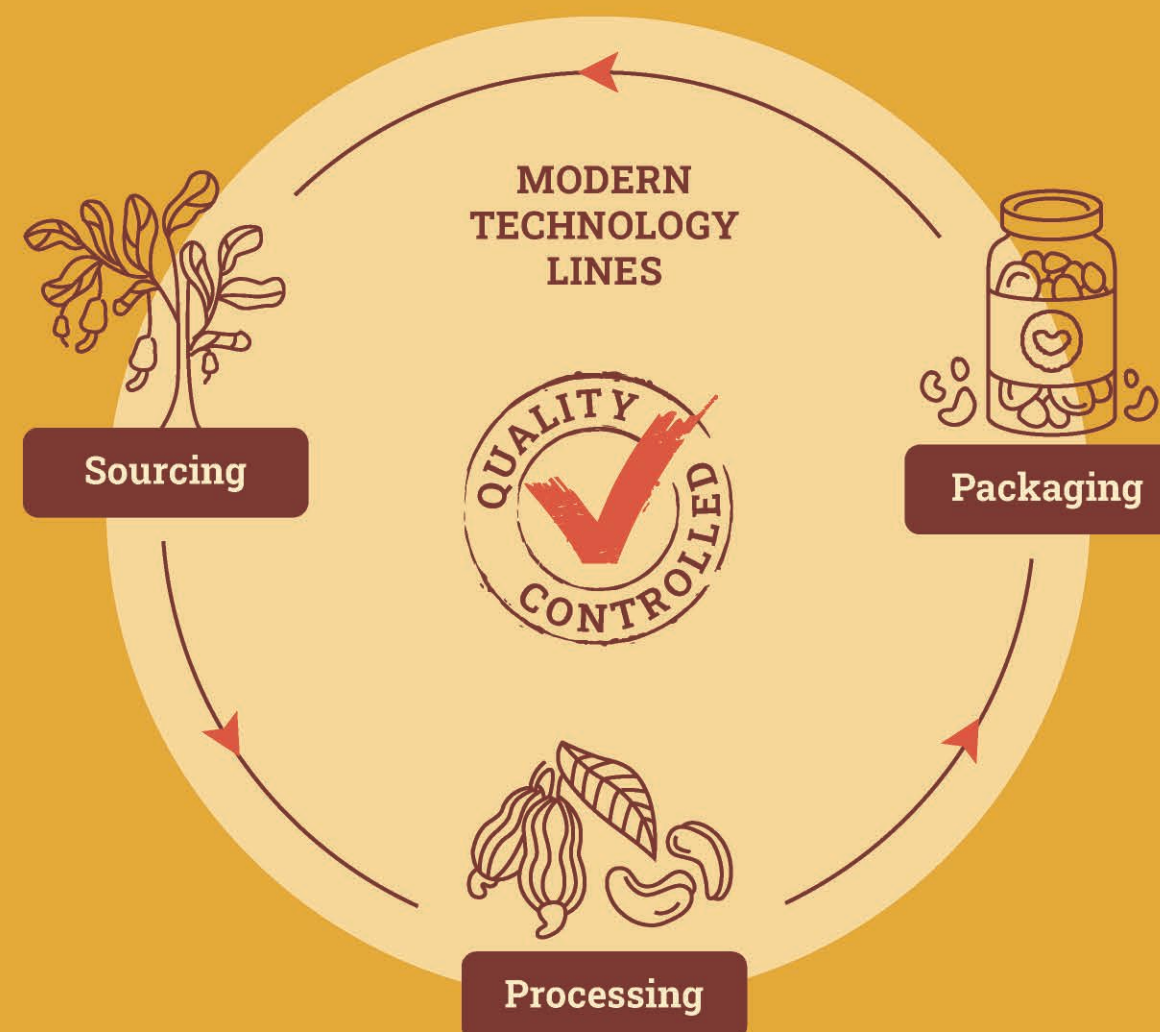 MODERN
TECHNOLOGY
LINES
QUALITY
CONTROLLED
Sourcing
Packaging
Processing